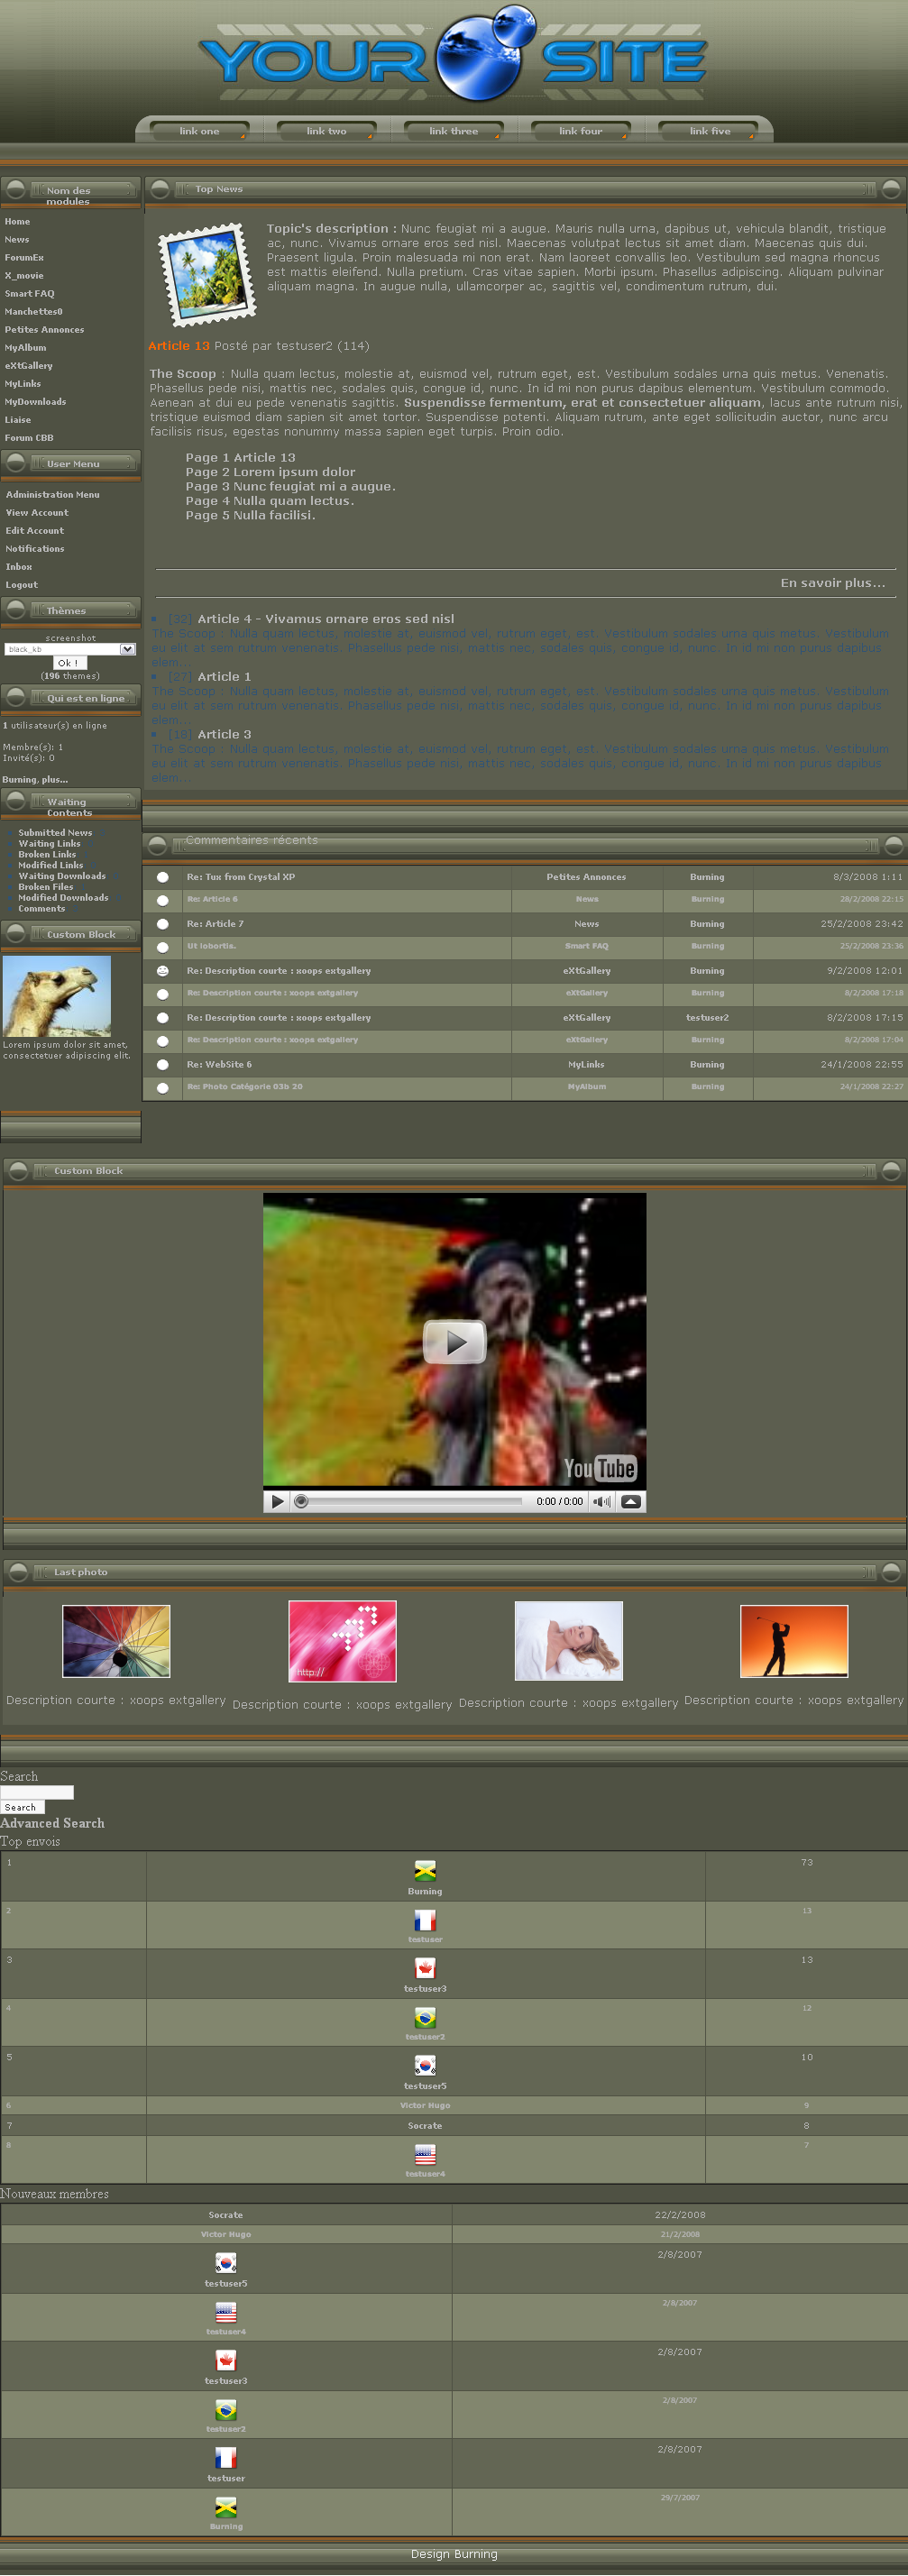 YOUR SITE
link one
link two
link three
link four
link five
Nom des
modules
Home
News
ForumEx
X_movie
Smart FAQ
Manchettes0
Petites Annonces
MyAlbum
eXtGallery
MyLinks
MyDownloads
Liaise
Forum CBB
User Menu
Administration Menu
View Account
Edit Account
Notifications
Inbox
Logout
Thèmes
screenshot
black_kb
Ok !
(196 themes)
Qui est en ligne
1 utilisateur(s) en ligne
Membre(s): 1
Invité(s): 0
Burning, plus...
Waiting
Contents
Submitted News
Waiting Links
Broken Links
Modified Links
Waiting Downloads
Broken Files
Modified Downloads
Comments
Custom Block
Lorem ipsum dolor sit amet,
consectetuer adipiscing elit.
Top News
Topic's description : Nunc feugiat mi a augue. Mauris nulla urna, dapibus ut, vehicula blandit, tristique
ac, nunc. Vivamus ornare eros sed nisl. Maecenas volutpat lectus sit amet diam. Maecenas quis dui.
Praesent ligula. Proin malesuada mi non erat. Nam laoreet convallis leo. Vestibulum sed magna rhoncus
est mattis eleifend. Nulla pretium. Cras vitae sapien. Morbi ipsum. Phasellus adipiscing. Aliquam pulvinar
aliquam magna. In augue nulla, ullamcorper ac, sagittis vel, condimentum rutrum, dui.
Article 13 Posté par testuser2 (114)
The Scoop : Nulla quam lectus, molestie at, euismod vel, rutrum eget, est. Vestibulum sodales urna quis metus. Venenatis.
Phasellus pede nisi, mattis nec, sodales quis, congue id, nunc. In id mi non purus dapibus elementum. Vestibulum commodo.
Aenean at dui eu pede venenatis sagittis. Suspendisse fermentum, erat et consectetuer aliquam, lacus ante rutrum nisi,
tristique euismod diam sapien sit amet tortor. Suspendisse potenti. Aliquam rutrum, ante eget sollicitudin auctor, nunc arcu
facilisis risus, egestas nonummy massa sapien eget turpis. Proin odio.
Page 1 Article 13
Page 2 Lorem ipsum dolor
Page 3 Nunc feugiat mi a augue.
Page 4 Nulla quam lectus.
Page 5 Nulla facilisi.
En savoir plus...
[32] Article 4 - Vivamus ornare eros sed nisl
The Scoop : Nulla quam lectus, molestie at, euismod vel, rutrum eget, est. Vestibulum sodales urna quis metus. Vestibulum
eu elit at sem rutrum venenatis. Phasellus pede nisi, mattis nec, sodales quis, congue id, nunc. In id mi non purus dapibus
elem...
[27] Article 1
The Scoop : Nulla quam lectus, molestie at, euismod vel, rutrum eget, est. Vestibulum sodales urna quis metus. Vestibulum
eu elit at sem rutrum venenatis. Phasellus pede nisi, mattis nec, sodales quis, congue id, nunc. In id mi non purus dapibus
elem...
[18] Article 3
The Scoop : Nulla quam lectus, molestie at, euismod vel, rutrum eget, est. Vestibulum sodales urna quis metus. Vestibulum
eu elit at sem rutrum venenatis. Phasellus pede nisi, mattis nec, sodales quis, congue id, nunc. In id mi non purus dapibus
elem...
Commentaires récents
Re: Tux from Crystal XP Petites Annonces Burning 8/3/2008 1:11
Re: Article 6 News Burning 28/2/2008 22:15
Re: Article 7 News Burning 25/2/2008 23:42
Ut lobortis. Smart FAQ Burning 25/2/2008 23:36
Re: Description courte : xoops extgallery eXtGallery Burning 9/2/2008 12:01
Re: Description courte : xoops extgallery eXtGallery Burning 8/2/2008 17:18
Re: Description courte : xoops extgallery eXtGallery testuser2 8/2/2008 17:15
Re: Description courte : xoops extgallery eXtGallery Burning 8/2/2008 17:04
Re: WebSite 6 MyLinks Burning 24/1/2008 22:55
Re: Photo Catégorie 03b 20 MyAlbum Burning 24/1/2008 22:27
Custom Block
YouTube
0:00 / 0:00
Last photo
http://
Description courte : xoops extgallery
Description courte : xoops extgallery
Description courte : xoops extgallery
Description courte : xoops extgallery
Search
Search
Advanced Search
Top envois
1 Burning 73
2 testuser 13
3 testuser3 13
4 testuser2 12
5 testuser5 10
6 Victor Hugo 9
7 Socrate 8
8 testuser4 7
Nouveaux membres
Socrate 22/2/2008
Victor Hugo 21/2/2008
testuser5 2/8/2007
testuser4 2/8/2007
testuser3 2/8/2007
testuser2 2/8/2007
testuser 2/8/2007
Burning 29/7/2007
Design Burning